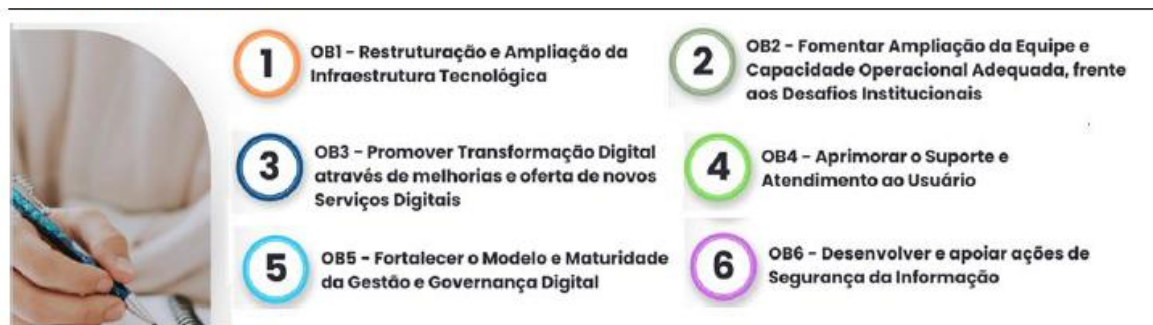 1
OB1 - Restruturação e Ampliação da
Infraestrutura Tecnológica
2
OB2 - Fomentar Ampliação da Equipe e
Capacidade Operacional Adequada, frente
aos Desafios Institucionais
3
OB3 - Promover Transformação Digital
através de melhorias e oferta de novos
Serviços Digitais
4
OB4 - Aprimorar o Suporte e
Atendimento ao Usuário
5
OB5 - Fortalecer o Modelo e Maturidade
da Gestão e Governança Digital
6
OB6 - Desenvolver e apoiar ações de
Segurança da Informação